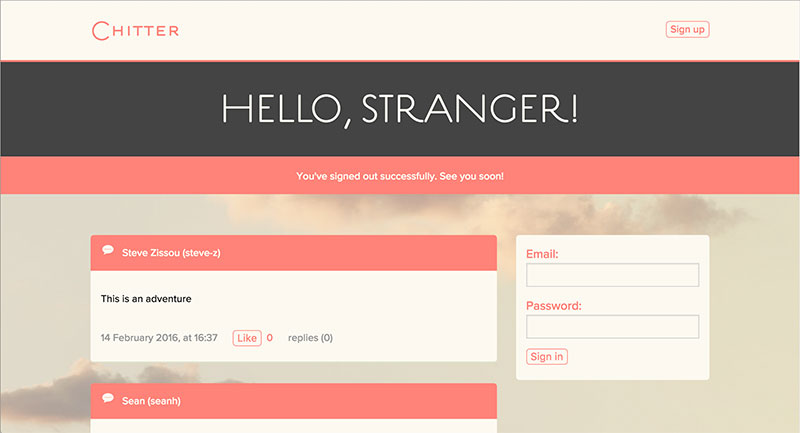 CHITTER
Sign up
HELLO, STRANGER!
You've signed out successfully. See you soon!
Steve Zissou (steve-z)
This is an adventure
14 February 2016, at 16:37 Like 0 replies (0)
Email:
Password:
Sign in
Sean (seanh)